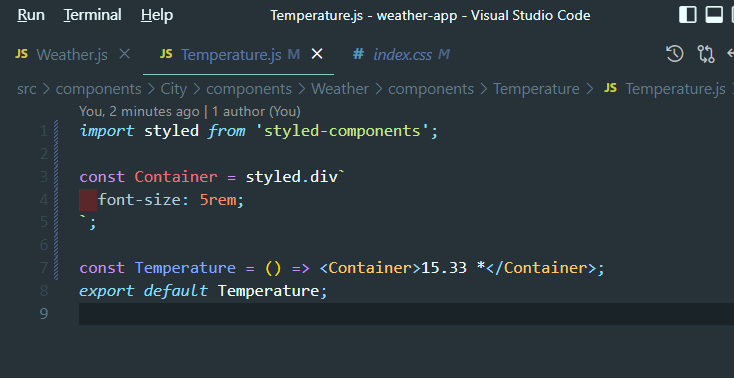 Run Terminal Help Temperature.js - weather-app - Visual Studio Code
JS Weather.js JS Temperature.js M # index.css M
src > components > City > components > Weather > components > Temperature > JS Temperature.js >
You, 2 minutes ago | 1 author (You)
1 import styled from 'styled-components';
2
3 const Container = styled.div`
4 font-size: 5rem;
5 `;
6
7 const Temperature = () => <Container>15.33 *</Container>;
8 export default Temperature;
9